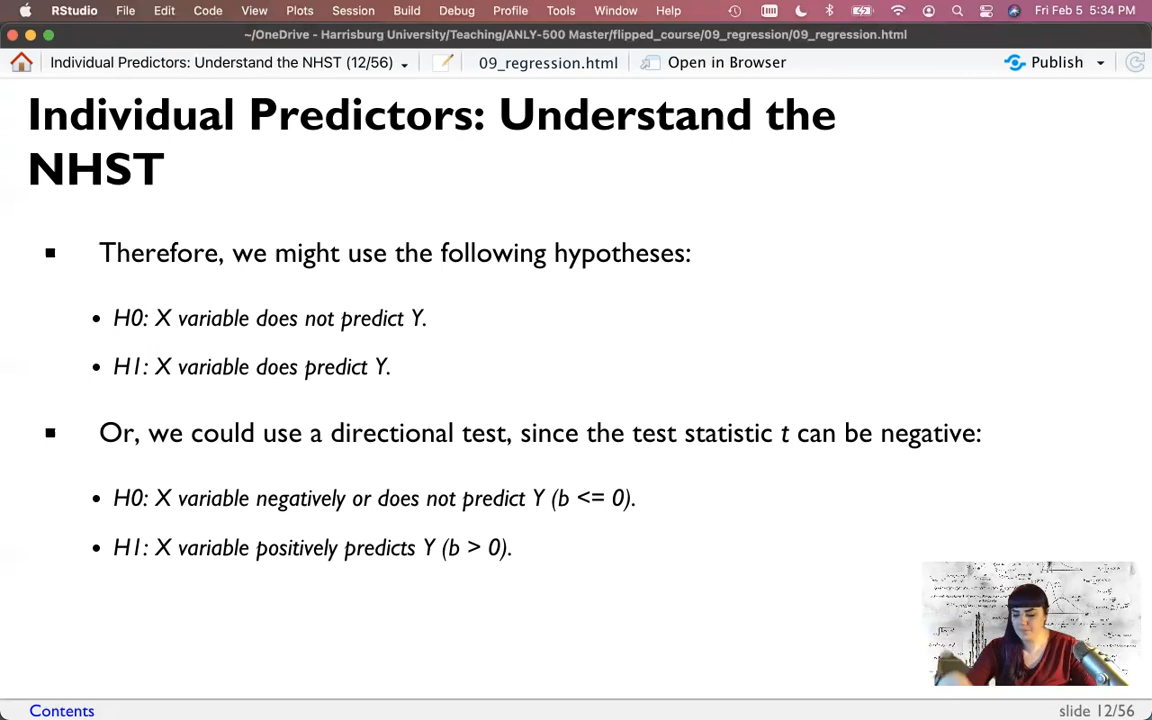 RStudio File Edit Code View Plots Session Build Debug Profile Tools Window Help Fri Feb 5 5:34 PM
~/OneDrive - Harrisburg University/Teaching/ANLY-500 Master/flipped_course/09_regression/09_regression.html
Individual Predictors: Understand the NHST (12/56) 09_regression.html Open in Browser Publish
Individual Predictors: Understand the
NHST
Therefore, we might use the following hypotheses:
H0: X variable does not predict Y.
H1: X variable does predict Y.
Or, we could use a directional test, since the test statistic t can be negative:
H0: X variable negatively or does not predict Y (b <= 0).
H1: X variable positively predicts Y (b > 0).
Contents slide 12/56